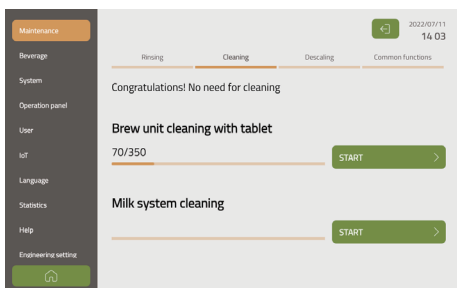 Maintenance
2022/07/11
14 03
Beverage
Rinsing
Cleaning
Descaling
Common functions
System
Congratulations! No need for cleaning
Operation panel
User
Brew unit cleaning with tablet
IoT
70/350
START
Language
Statistics
Milk system cleaning
Help
START
Engineering setting